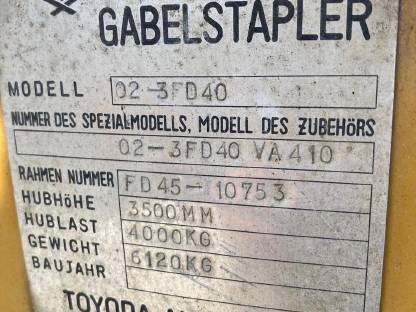 GABELSTAPLER
MODELL 02-3FD40
NUMMER DES SPEZIALMODELLS, MODELL DES ZUBEHÖRS
02-3FD40 VA410
RAHMEN NUMMER FD45-10753
HUBHÖHE 3500MM
HUBLAST 4000KG
GEWICHT 6120KG
BAUJAHR
TOYODA